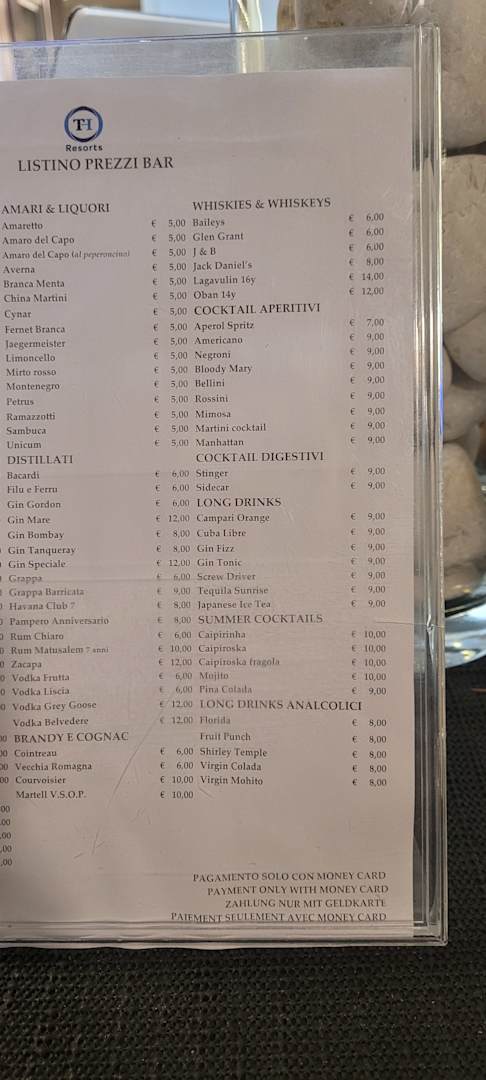 TH
Resorts
LISTINO PREZZI BAR
AMARI & LIQUORI
Amaretto € 5,00
Amaro del Capo € 5,00
Amaro del Capo (al peperoncino) € 5,00
Averna € 5,00
Branca Menta € 5,00
China Martini € 5,00
Cynar € 5,00
Fernet Branca € 5,00
Jaegermeister € 5,00
Limoncello € 5,00
Mirto rosso € 5,00
Montenegro € 5,00
Petrus € 5,00
Ramazzotti € 5,00
Sambuca € 5,00
Unicum € 5,00
DISTILLATI
Bacardi € 6,00
Filu e Ferru € 6,00
Gin Gordon € 6,00
Gin Mare € 12,00
Gin Bombay € 8,00
Gin Tanqueray € 8,00
Gin Speciale € 12,00
Grappa € 6,00
Grappa Barricata € 9,00
Havana Club 7 € 8,00
Pampero Anniversario € 8,00
Rum Chiaro € 6,00
Rum Matusalem 7 anni € 10,00
Zacapa € 12,00
Vodka Frutta € 6,00
Vodka Liscia € 6,00
Vodka Grey Goose € 12,00
Vodka Belvedere € 12,00
BRANDY E COGNAC
Cointreau € 6,00
Vecchia Romagna € 6,00
Courvoisier € 10,00
Martell V.S.O.P. € 10,00
WHISKIES & WHISKEYS
Baileys € 6,00
Glen Grant € 6,00
J & B € 6,00
Jack Daniel's € 8,00
Lagavulin 16y € 14,00
Oban 14y € 12,00
COCKTAIL APERITIVI
Aperol Spritz € 7,00
Americano € 9,00
Negroni € 9,00
Bloody Mary € 9,00
Bellini € 9,00
Rossini € 9,00
Mimosa € 9,00
Martini cocktail € 9,00
Manhattan € 9,00
COCKTAIL DIGESTIVI
Stinger € 9,00
Sidecar € 9,00
LONG DRINKS
Campari Orange € 9,00
Cuba Libre € 9,00
Gin Fizz € 9,00
Gin Tonic € 9,00
Screw Driver € 9,00
Tequila Sunrise € 9,00
Japanese Ice Tea € 9,00
SUMMER COCKTAILS
Caipirinha € 10,00
Caipiroska € 10,00
Caipiroska fragola € 10,00
Mojito € 10,00
Pina Colada € 9,00
LONG DRINKS ANALCOLICI
Florida € 8,00
Fruit Punch € 8,00
Shirley Temple € 8,00
Virgin Colada € 8,00
Virgin Mohito € 8,00
PAGAMENTO SOLO CON MONEY CARD
PAYMENT ONLY WITH MONEY CARD
ZAHLUNG NUR MIT GELDKARTE
PAIEMENT SEULEMENT AVEC MONEY CARD